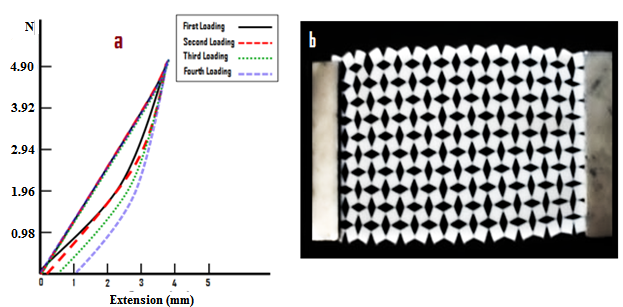 N
a
First Loading
Second Loading
Third Loading
Fourth Loading
4.90
3.92
2.94
1.96
0.98
0 1 2 3 4 5
Extension (mm)
b